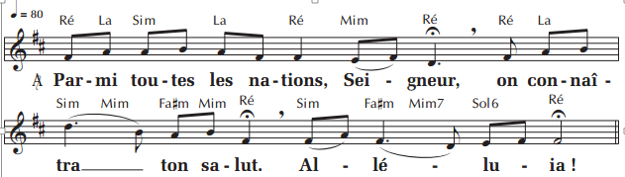 ♩ = 80
Ré La Sim La Ré Mim Ré Ré La
Ꞛ Par - mi tou - tes les na - tions, Sei - gneur, on con - naî -
Sim Mim Fa♯m Mim Ré Sim Fa♯m Mim7 Sol6 Ré
tra ton sa - lut. Al - lé - lu - ia !